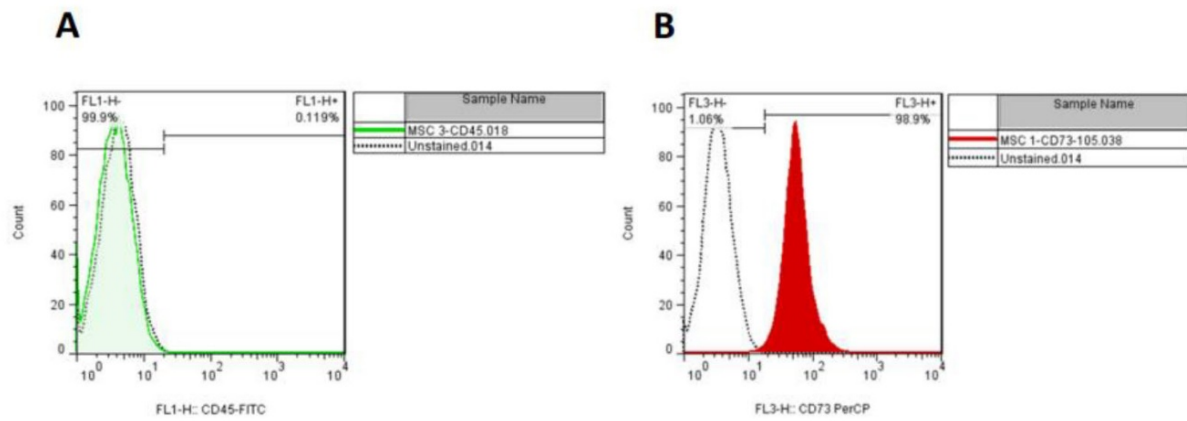 A
FL1-H-
99.9%
FL1-H+
0.119%
Sample Name
MSC 3-CD45.018
Unstained.014
100
80
60
40
20
0
Count
10^0 10^1 10^2 10^3 10^4
FL1-H:: CD45-FITC
B
FL3-H-
1.06%
FL3-H+
98.9%
Sample Name
MSC 1-CD73-105.038
Unstained.014
100
80
60
40
20
0
Count
10^0 10^1 10^2 10^3 10^4
FL3-H:: CD73 PerCP